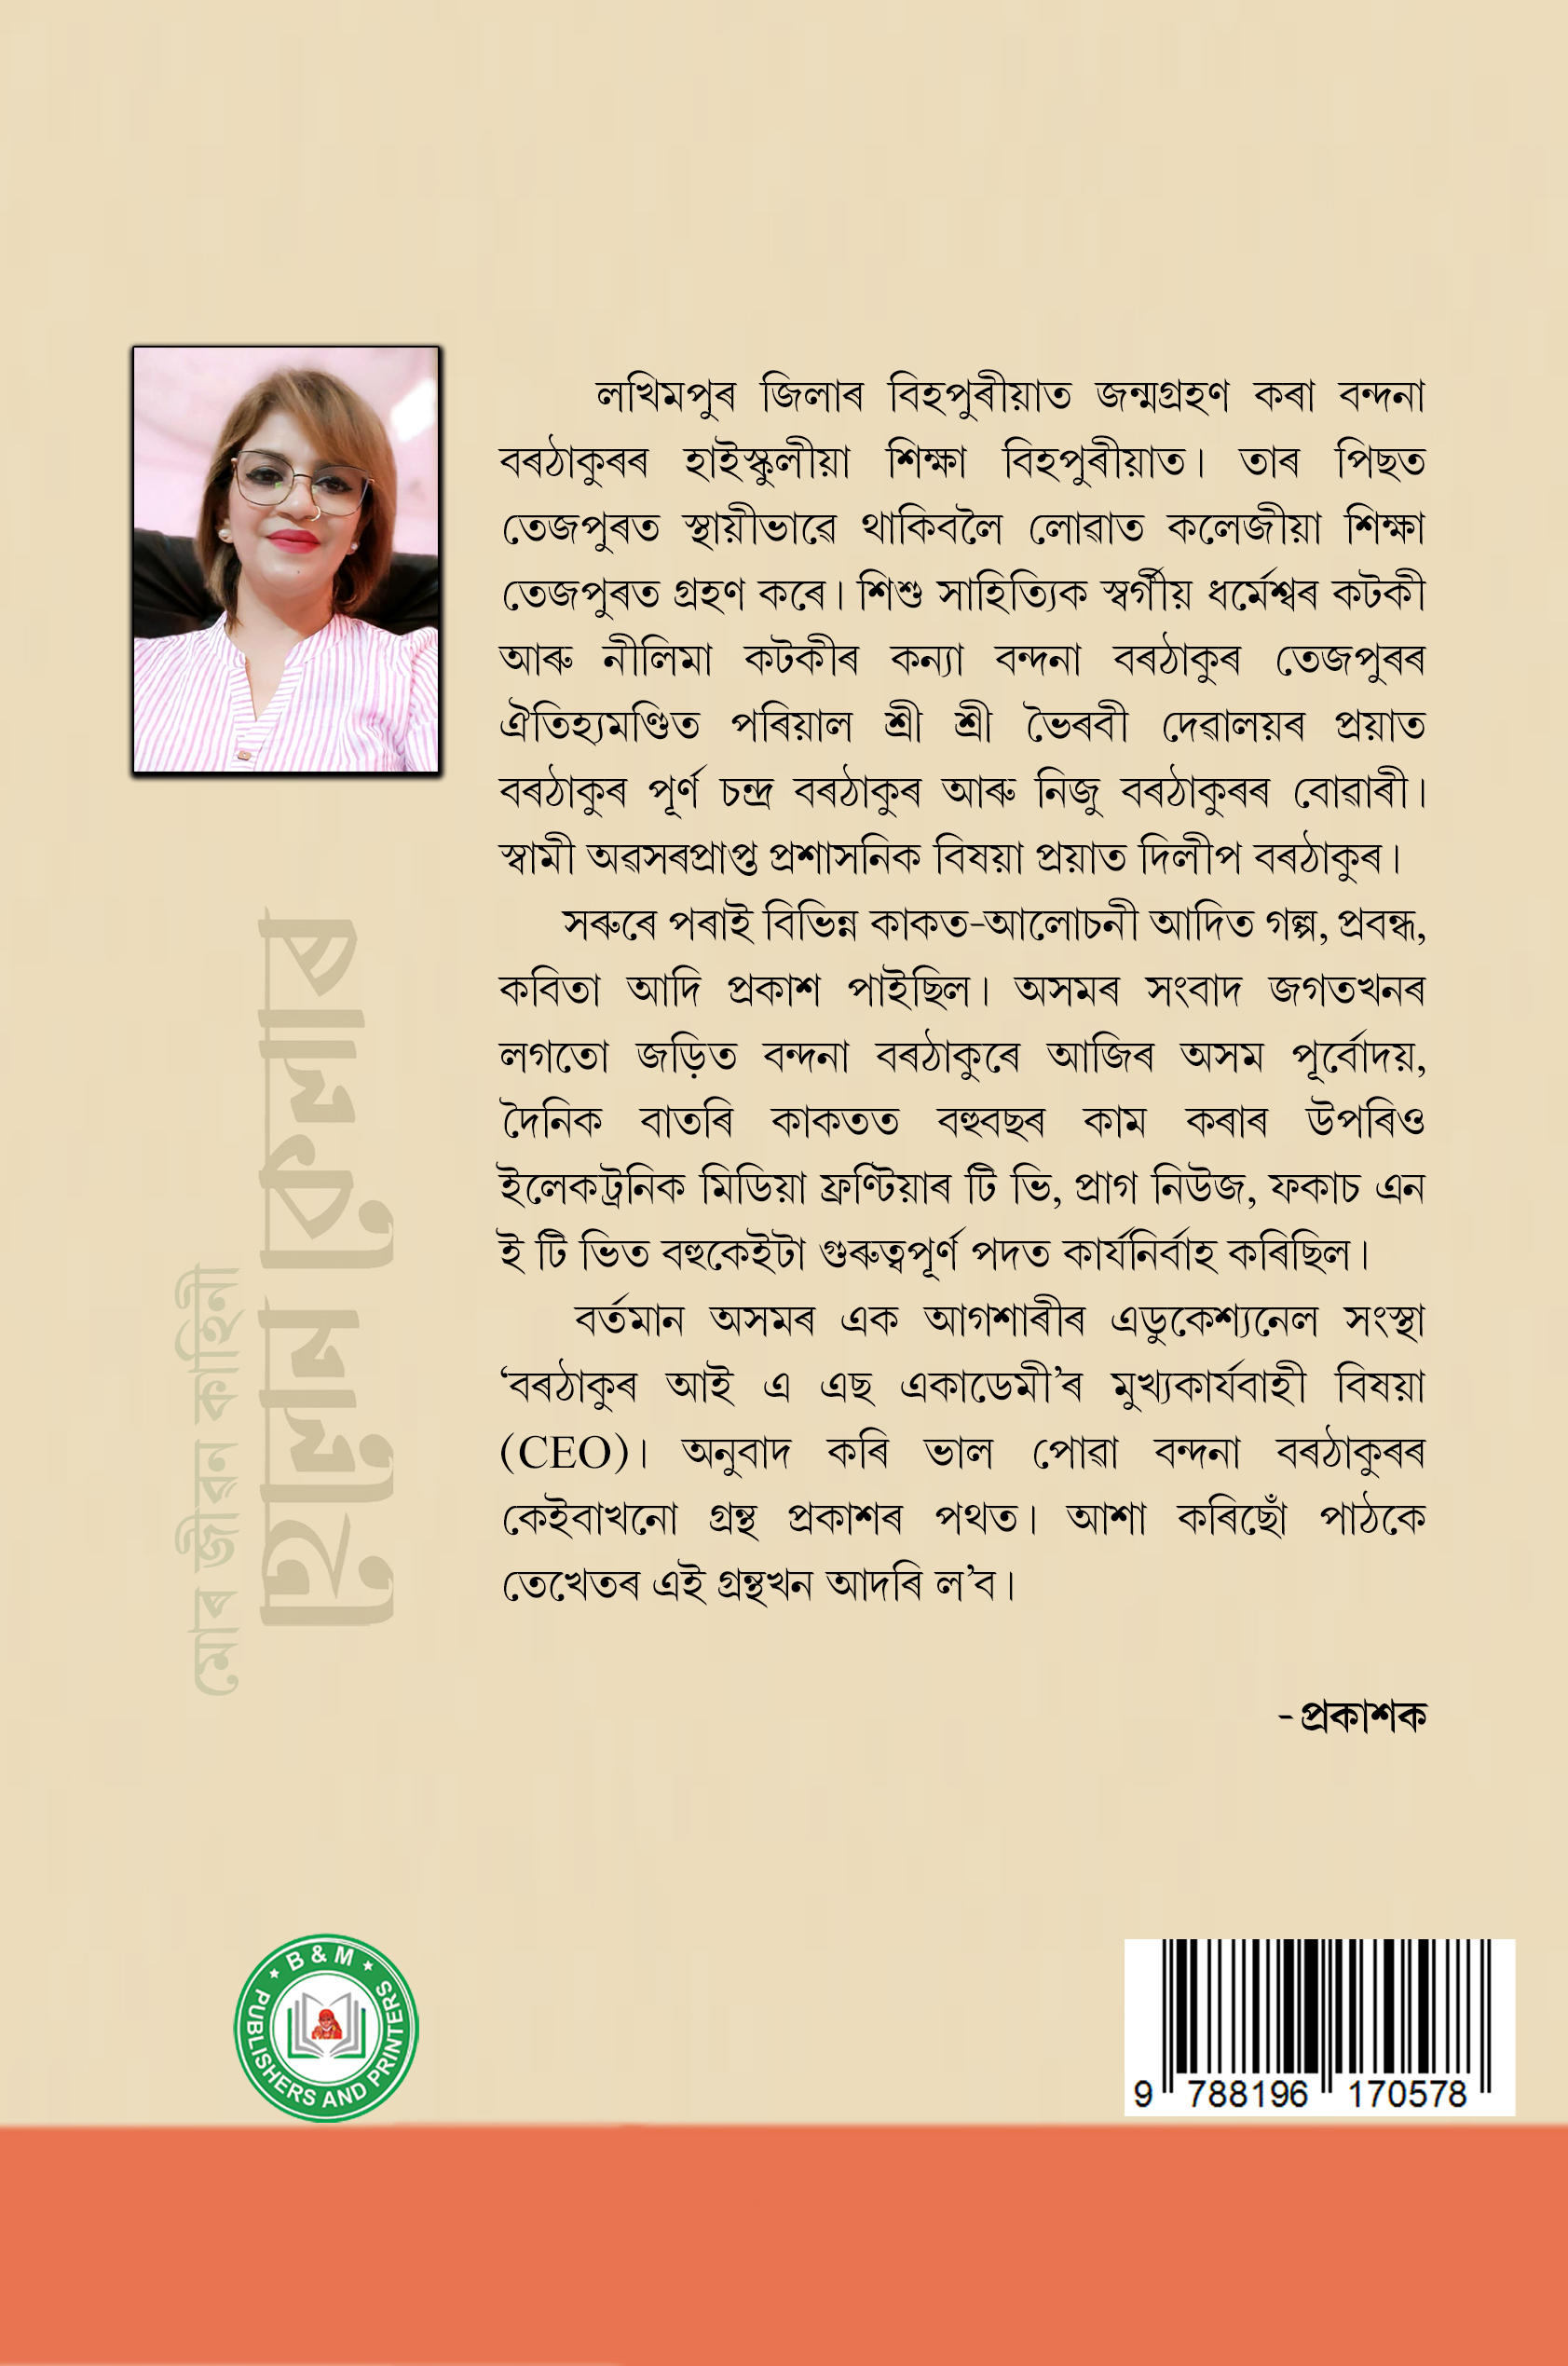 লখিমপুৰ জিলাৰ বিহপুৰীয়াত জন্মগ্ৰহণ কৰা বন্দনা
বৰঠাকুৰৰ হাইস্কুলীয়া শিক্ষা বিহপুৰীয়াত। তাৰ পিছত
তেজপুৰত স্থায়ীভাৱে থাকিবলৈ লোৱাত কলেজীয়া শিক্ষা
তেজপুৰত গ্ৰহণ কৰে। শিশু সাহিত্যিক স্বৰ্গীয় ধৰ্মেশ্বৰ কটকী
আৰু নীলিমা কটকীৰ কন্যা বন্দনা বৰঠাকুৰ তেজপুৰৰ
ঐতিহ্যমণ্ডিত পৰিয়াল শ্ৰী শ্ৰী ভৈৰবী দেৱালয়ৰ প্ৰয়াত
বৰঠাকুৰ পূৰ্ণ চন্দ্ৰ বৰঠাকুৰ আৰু নিজু বৰঠাকুৰৰ বোৱাৰী।
স্বামী অৱসৰপ্ৰাপ্ত প্ৰশাসনিক বিষয়া প্ৰয়াত দিলীপ বৰঠাকুৰ।
সৰুৰে পৰাই বিভিন্ন কাকত-আলোচনী আদিত গল্প, প্ৰবন্ধ,
কবিতা আদি প্ৰকাশ পাইছিল। অসমৰ সংবাদ জগতখনৰ
লগতো জড়িত বন্দনা বৰঠাকুৰে আজিৰ অসম পূৰ্বোদয়,
দৈনিক বাতৰি কাকতত বহুবছৰ কাম কৰাৰ উপৰিও
ইলেকট্ৰনিক মিডিয়া ফ্ৰণ্টিয়াৰ টি ভি, প্ৰাগ নিউজ, ফকাচ এন
ই টি ভিত বহুকেইটা গুৰুত্বপূৰ্ণ পদত কাৰ্যনিৰ্বাহ কৰিছিল।
বৰ্তমান অসমৰ এক আগশাৰীৰ এডুকেশ্যনেল সংস্থা
‘বৰঠাকুৰ আই এ এছ একাডেমী’ৰ মুখ্যকাৰ্যবাহী বিষয়া
(CEO)। অনুবাদ কৰি ভাল পোৱা বন্দনা বৰঠাকুৰৰ
কেইবাখনো গ্ৰন্থ প্ৰকাশৰ পথত। আশা কৰিছোঁ পাঠকে
তেখেতৰ এই গ্ৰন্থখন আদৰি ল’ব।
-প্ৰকাশক
মোৰ জীৱন কাহিনী
হেলেন কেলাৰ
B & M
PUBLISHERS AND PRINTERS
9 788196 170578